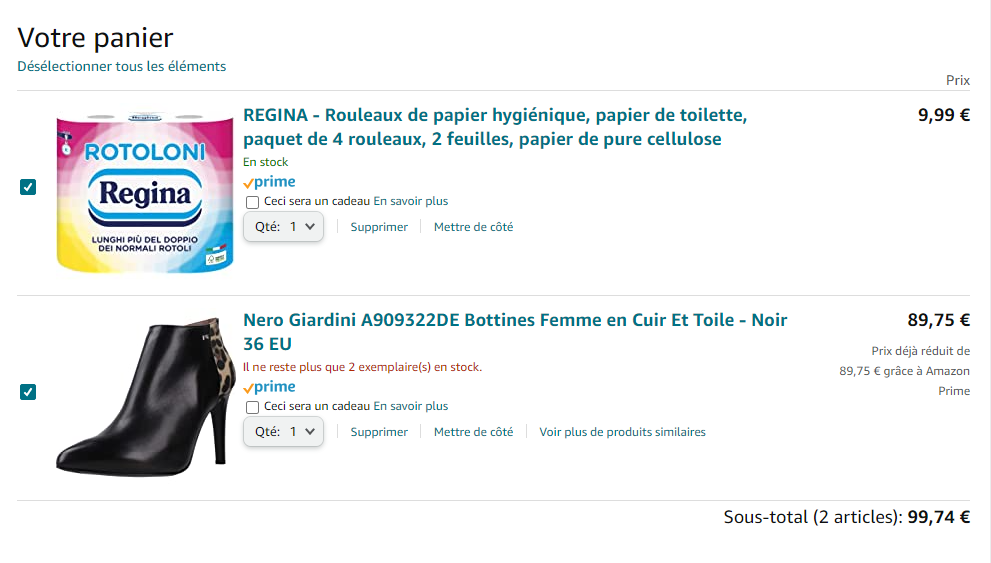 Votre panier
Désélectionner tous les éléments
Prix
REGINA - Rouleaux de papier hygiénique, papier de toilette,
paquet de 4 rouleaux, 2 feuilles, papier de pure cellulose
9,99 €
En stock
prime
Ceci sera un cadeau En savoir plus
Qté: 1 Supprimer Mettre de côté
Regina
ROTOLONI
Regina
LUNGHI PIÙ DEL DOPPIO
DEI NORMALI ROTOLI
Nero Giardini A909322DE Bottines Femme en Cuir Et Toile - Noir
36 EU
89,75 €
Il ne reste plus que 2 exemplaire(s) en stock.
Prix déjà réduit de
89,75 € grâce à Amazon
Prime
prime
Ceci sera un cadeau En savoir plus
Qté: 1 Supprimer Mettre de côté Voir plus de produits similaires
Sous-total (2 articles): 99,74 €